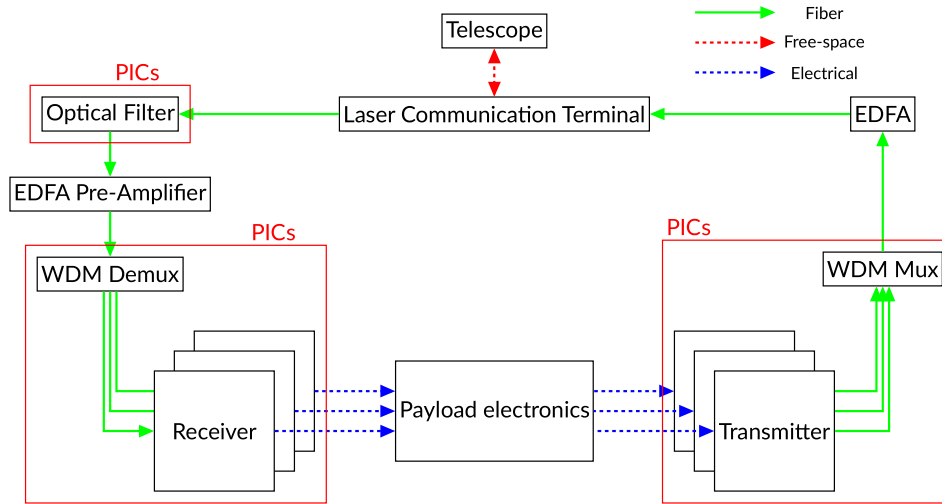 Telescope
Fiber
Free-space
Electrical
PICs
Optical Filter
Laser Communication Terminal
EDFA
EDFA Pre-Amplifier
PICs
PICs
WDM Demux
WDM Mux
Receiver
Payload electronics
Transmitter